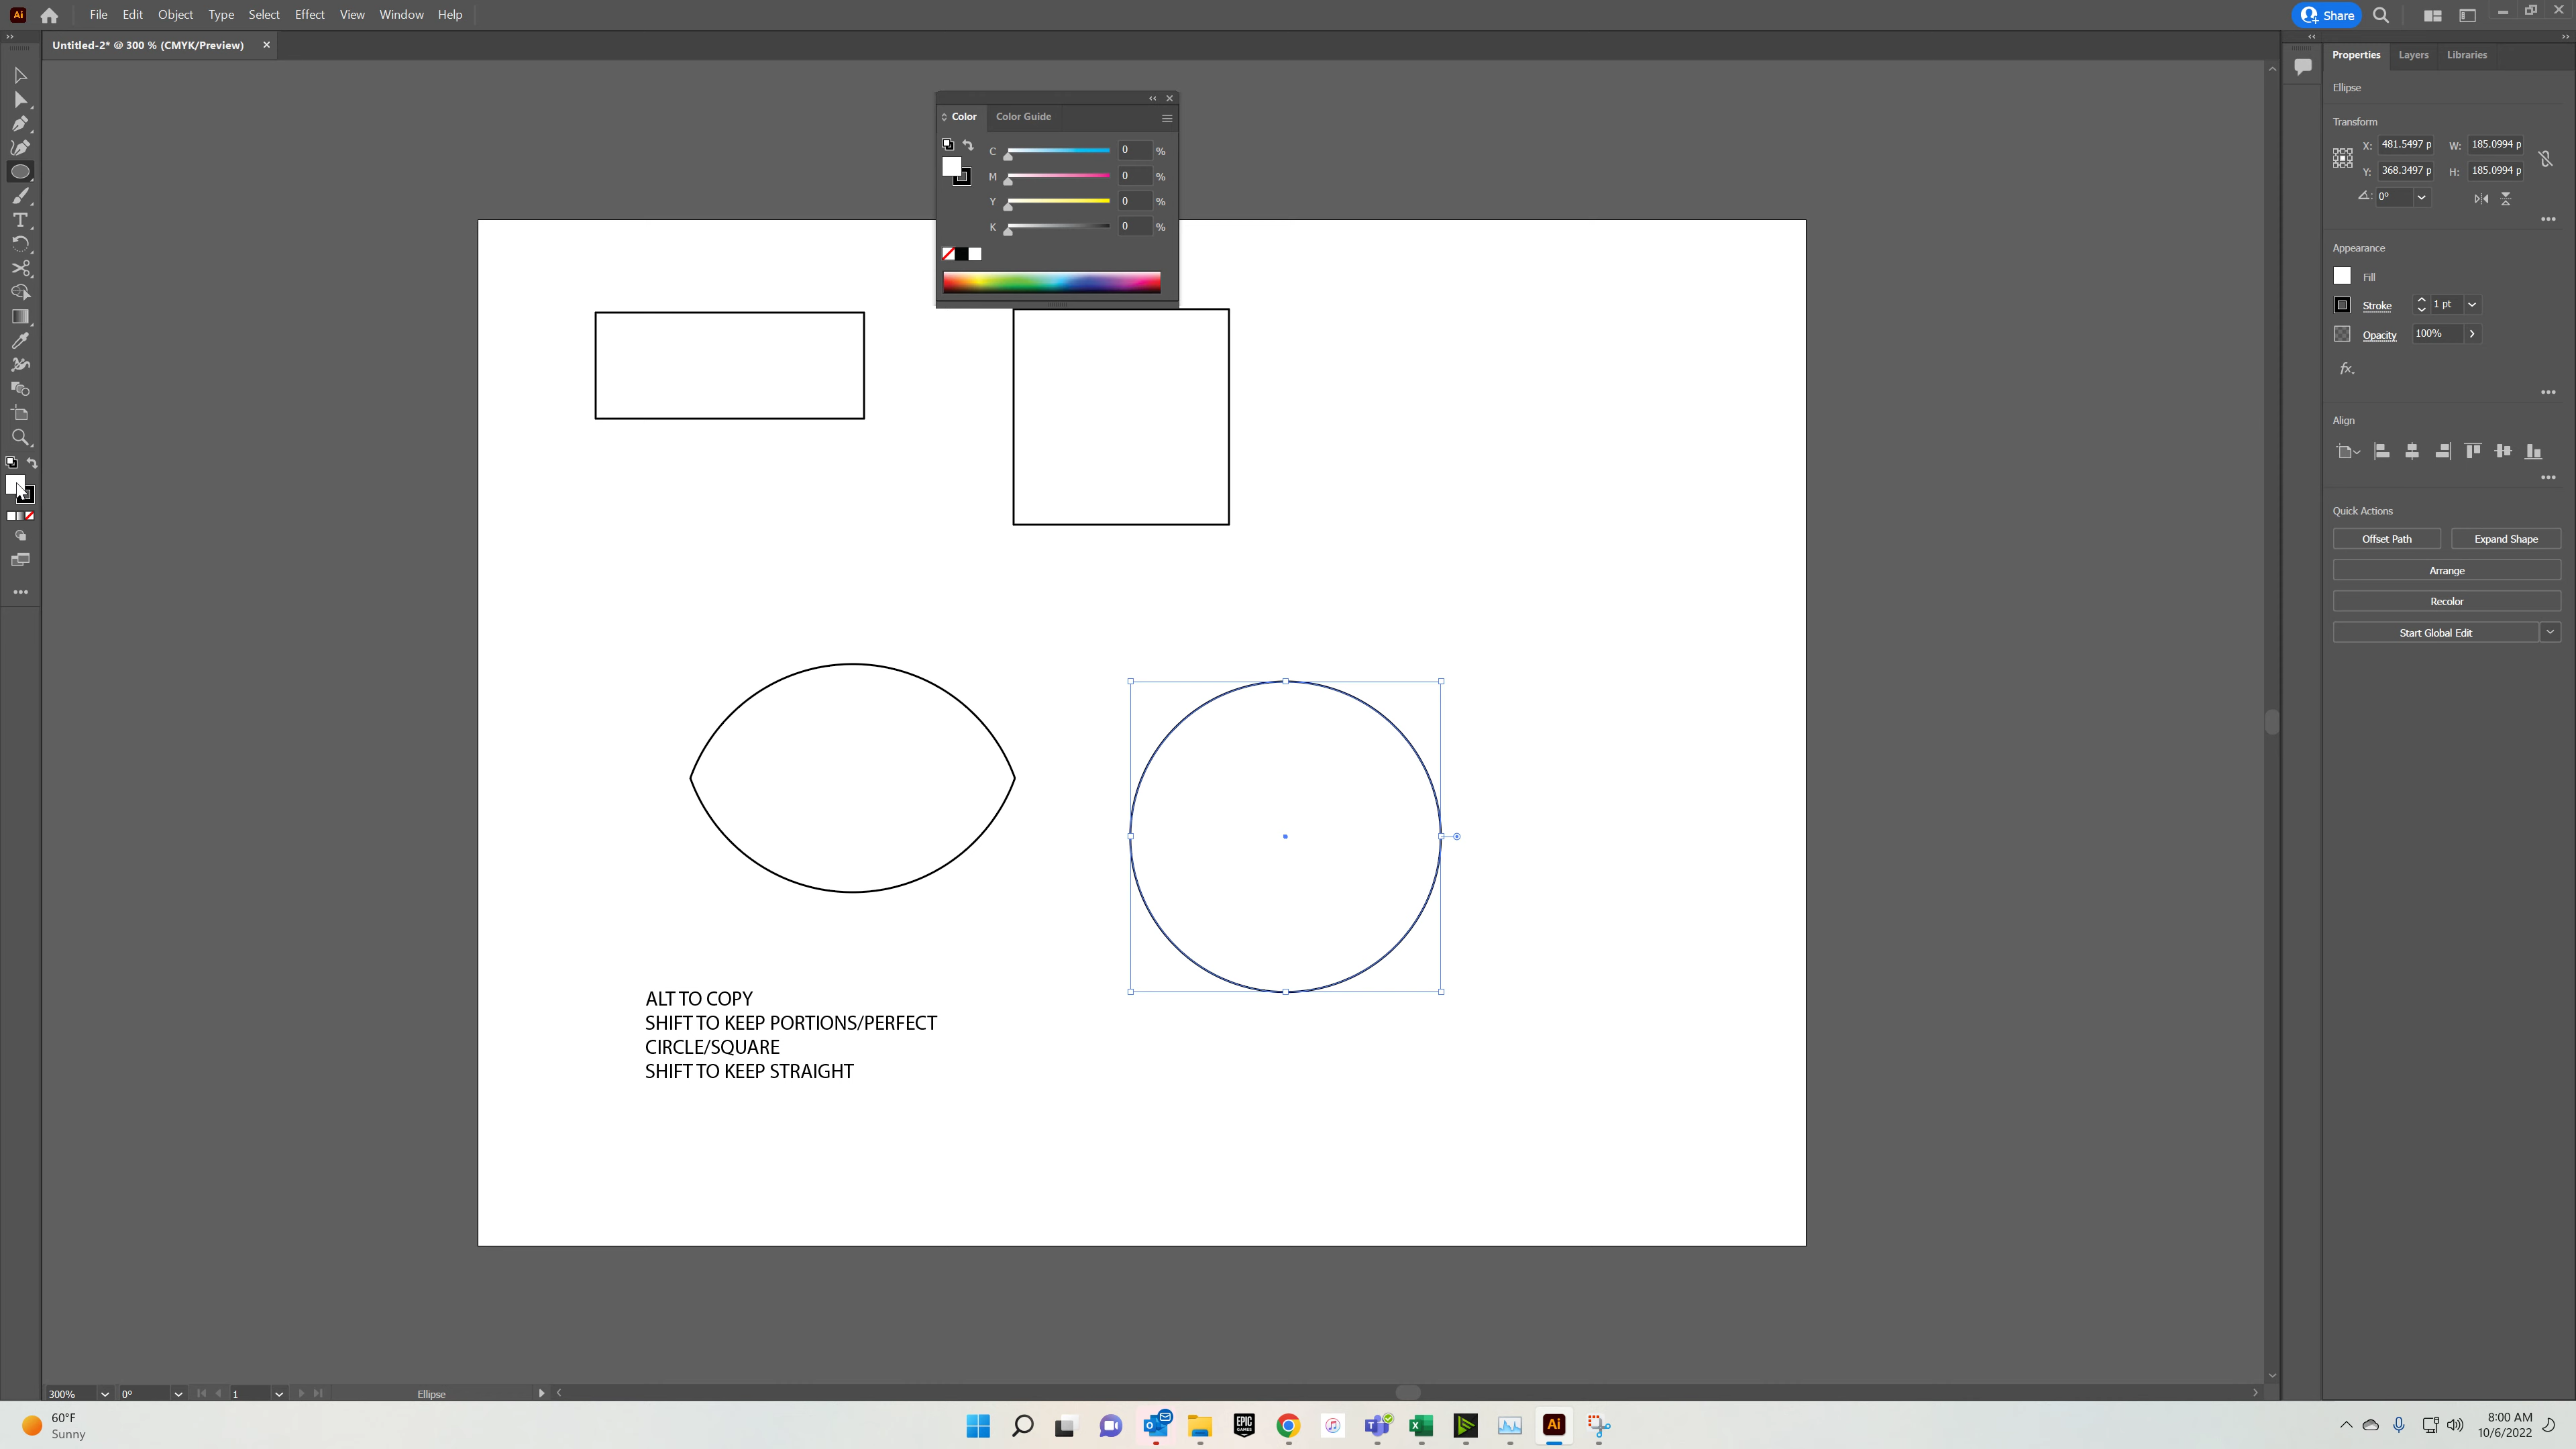 Ai File Edit Object Type Select Effect View Window Help Share
Untitled-2* @ 300 % (CMYK/Preview)
Properties Layers Libraries
Ellipse
Transform
X: 481.5497 p W: 185.0994 p
Y: 368.3497 p H: 185.0994 p
0°
Appearance
Fill
Stroke 1 pt
Opacity 100%
fx.
Align
Quick Actions
Offset Path Expand Shape
Arrange
Recolor
Start Global Edit
Color Color Guide
C 0 %
M 0 %
Y 0 %
K 0 %
ALT TO COPY
SHIFT TO KEEP PORTIONS/PERFECT
CIRCLE/SQUARE
SHIFT TO KEEP STRAIGHT
300% 0° 1 Ellipse
60°F
Sunny
EPIC
GAMES
Ai
8:00 AM
10/6/2022